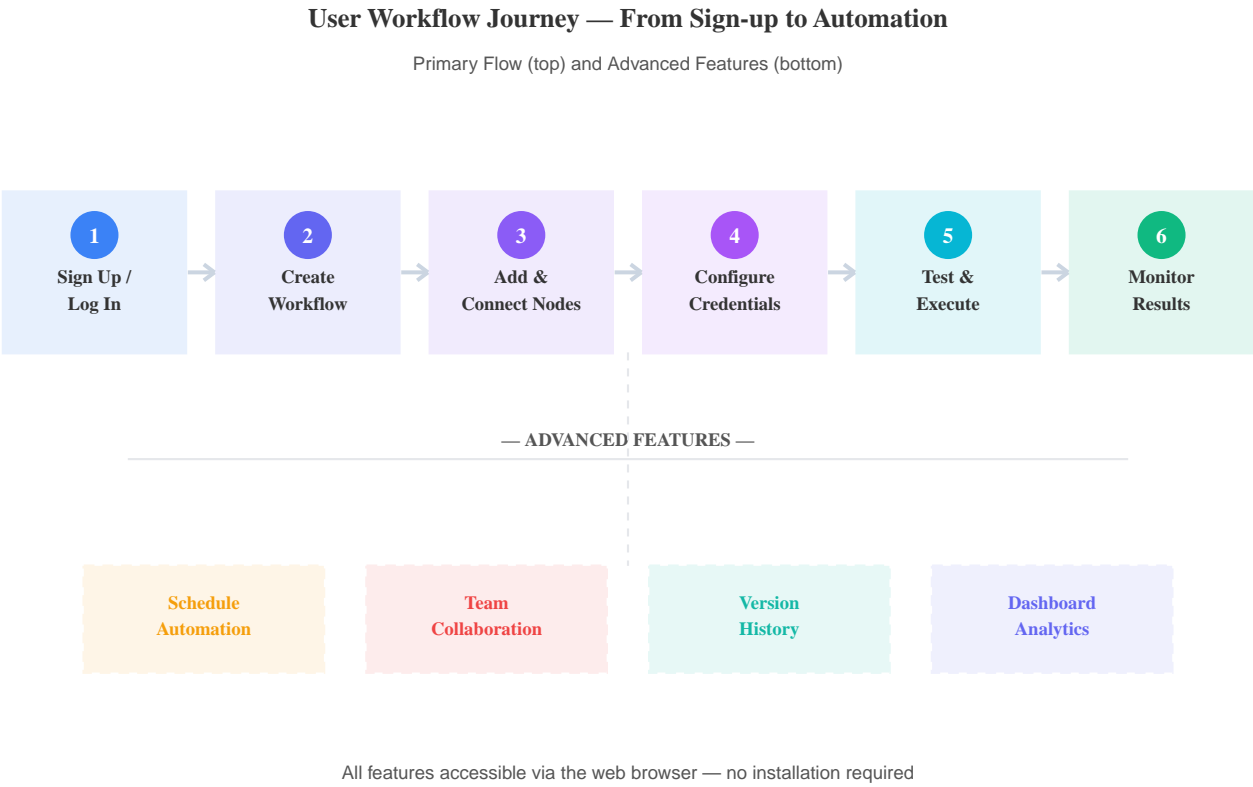 User Workflow Journey — From Sign-up to Automation
Primary Flow (top) and Advanced Features (bottom)
1
Sign Up /
Log In
2
Create
Workflow
3
Add &
Connect Nodes
4
Configure
Credentials
5
Test &
Execute
6
Monitor
Results
— ADVANCED FEATURES —
Schedule
Automation
Team
Collaboration
Version
History
Dashboard
Analytics
All features accessible via the web browser — no installation required